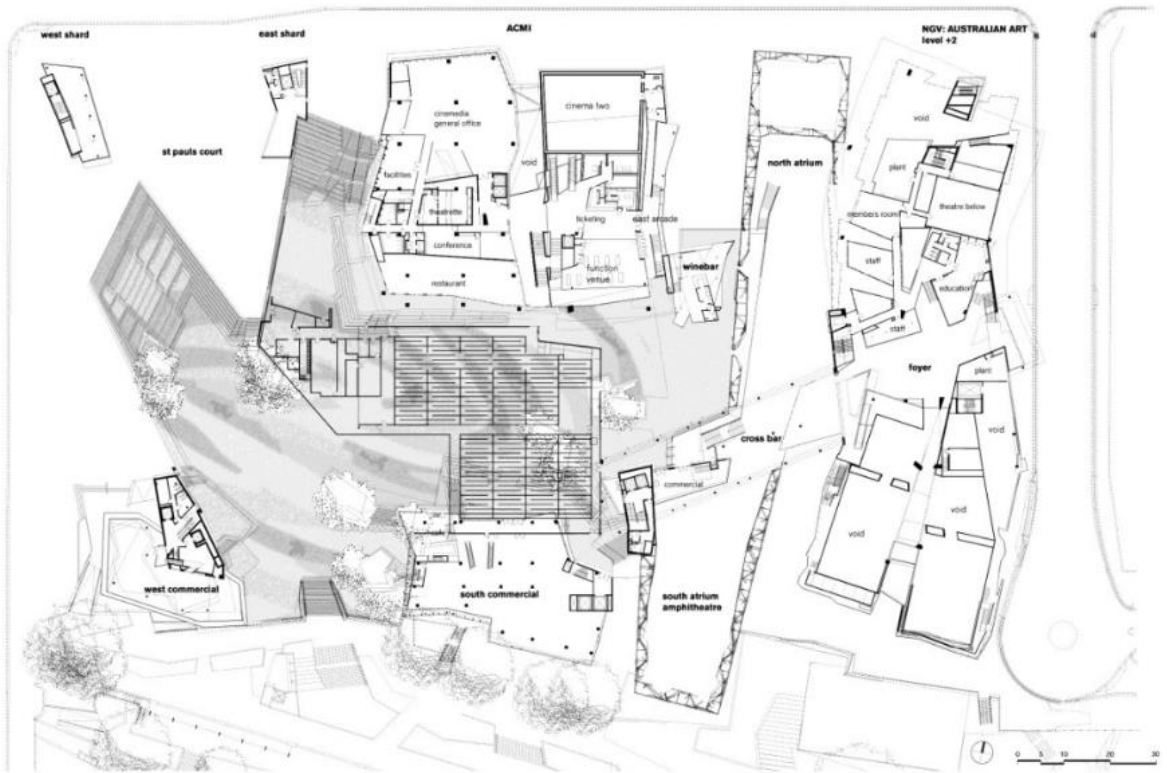 west shard
east shard
ACMI
NGV: AUSTRALIAN ART
level +2
cinemedia
general office
cinema two
void
st pauls court
void
north atrium
plant
facilities
theatrette
members room
theatre below
ticketing
east arcade
conference
function
venue
winebar
staff
restaurant
education
staff
foyer
plant
void
cross bar
commercial
void
void
west commercial
south commercial
south atrium
amphitheatre
0 5 10 20 30